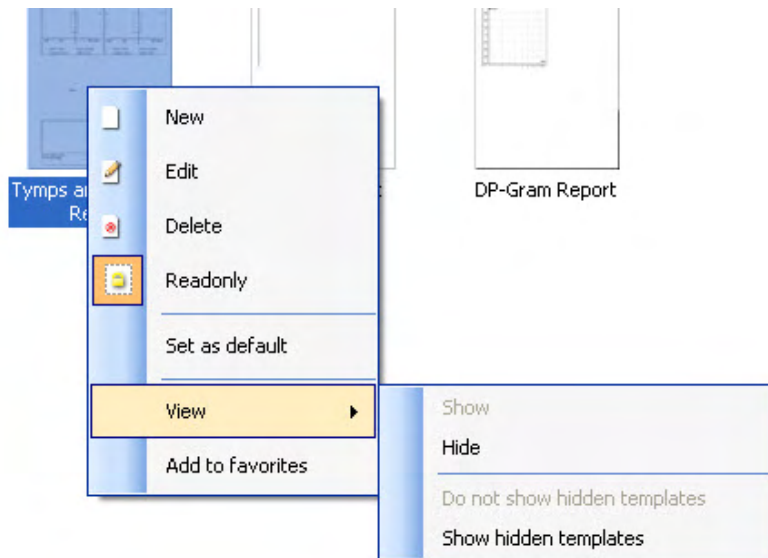 New
Edit
Tymps a
Re
DP-Gram Report
Delete
Readonly
Set as default
View
Show
Hide
Add to favorites
Do not show hidden templates
Show hidden templates